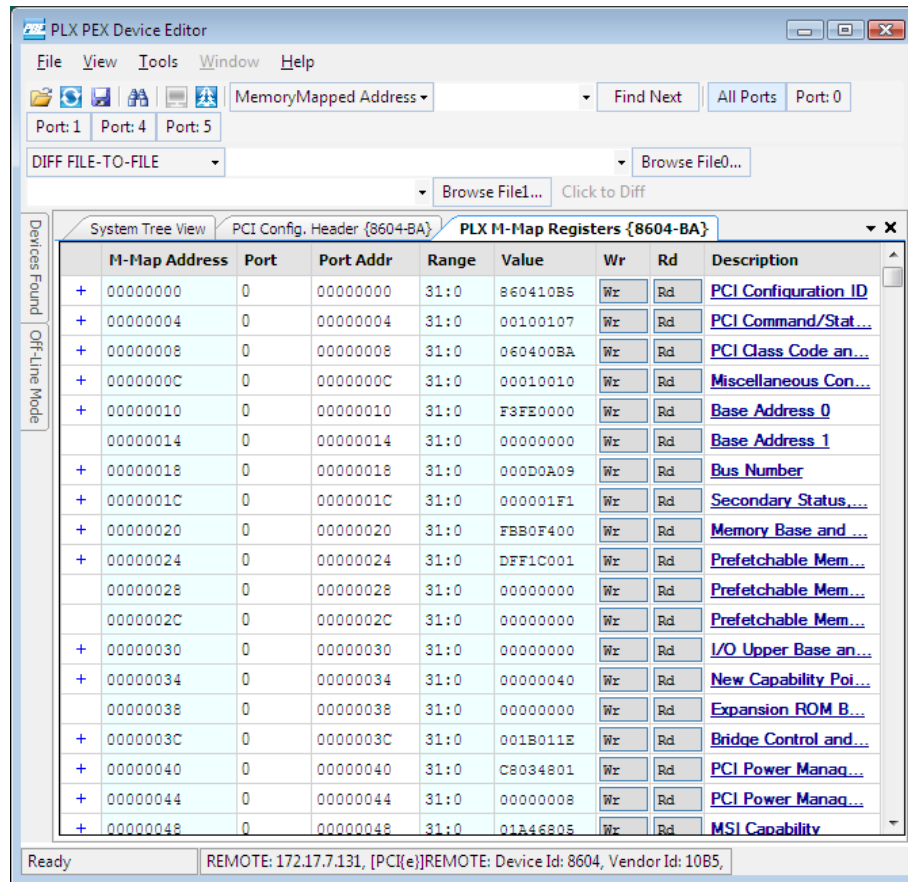 PLX PEX Device Editor
File View Tools Window Help
MemoryMapped Address Find Next All Ports Port: 0
Port: 1 Port: 4 Port: 5
DIFF FILE-TO-FILE Browse File0...
Browse File1... Click to Diff
Devices Found
Off-Line Mode
System Tree View PCI Config. Header {8604-BA} PLX M-Map Registers {8604-BA}
M-Map Address Port Port Addr Range Value Wr Rd Description
+ 00000000 0 00000000 31:0 860410B5 Wr Rd PCI Configuration ID
+ 00000004 0 00000004 31:0 00100107 Wr Rd PCI Command/Stat...
+ 00000008 0 00000008 31:0 060400BA Wr Rd PCI Class Code an...
+ 0000000C 0 0000000C 31:0 00010010 Wr Rd Miscellaneous Con...
+ 00000010 0 00000010 31:0 F3FE0000 Wr Rd Base Address 0
00000014 0 00000014 31:0 00000000 Wr Rd Base Address 1
+ 00000018 0 00000018 31:0 000D0A09 Wr Rd Bus Number
+ 0000001C 0 0000001C 31:0 000001F1 Wr Rd Secondary Status,...
+ 00000020 0 00000020 31:0 FBB0F400 Wr Rd Memory Base and ...
+ 00000024 0 00000024 31:0 DFF1C001 Wr Rd Prefetchable Mem...
00000028 0 00000028 31:0 00000000 Wr Rd Prefetchable Mem...
0000002C 0 0000002C 31:0 00000000 Wr Rd Prefetchable Mem...
+ 00000030 0 00000030 31:0 00000000 Wr Rd I/O Upper Base an...
+ 00000034 0 00000034 31:0 00000040 Wr Rd New Capability Poi...
00000038 0 00000038 31:0 00000000 Wr Rd Expansion ROM B...
+ 0000003C 0 0000003C 31:0 001B011E Wr Rd Bridge Control and...
+ 00000040 0 00000040 31:0 C8034801 Wr Rd PCI Power Manag...
+ 00000044 0 00000044 31:0 00000008 Wr Rd PCI Power Manag...
+ 00000048 0 00000048 31:0 01A46805 Wr Rd MSI Capability
Ready REMOTE: 172.17.7.131, [PCI{e}]REMOTE: Device Id: 8604, Vendor Id: 10B5,